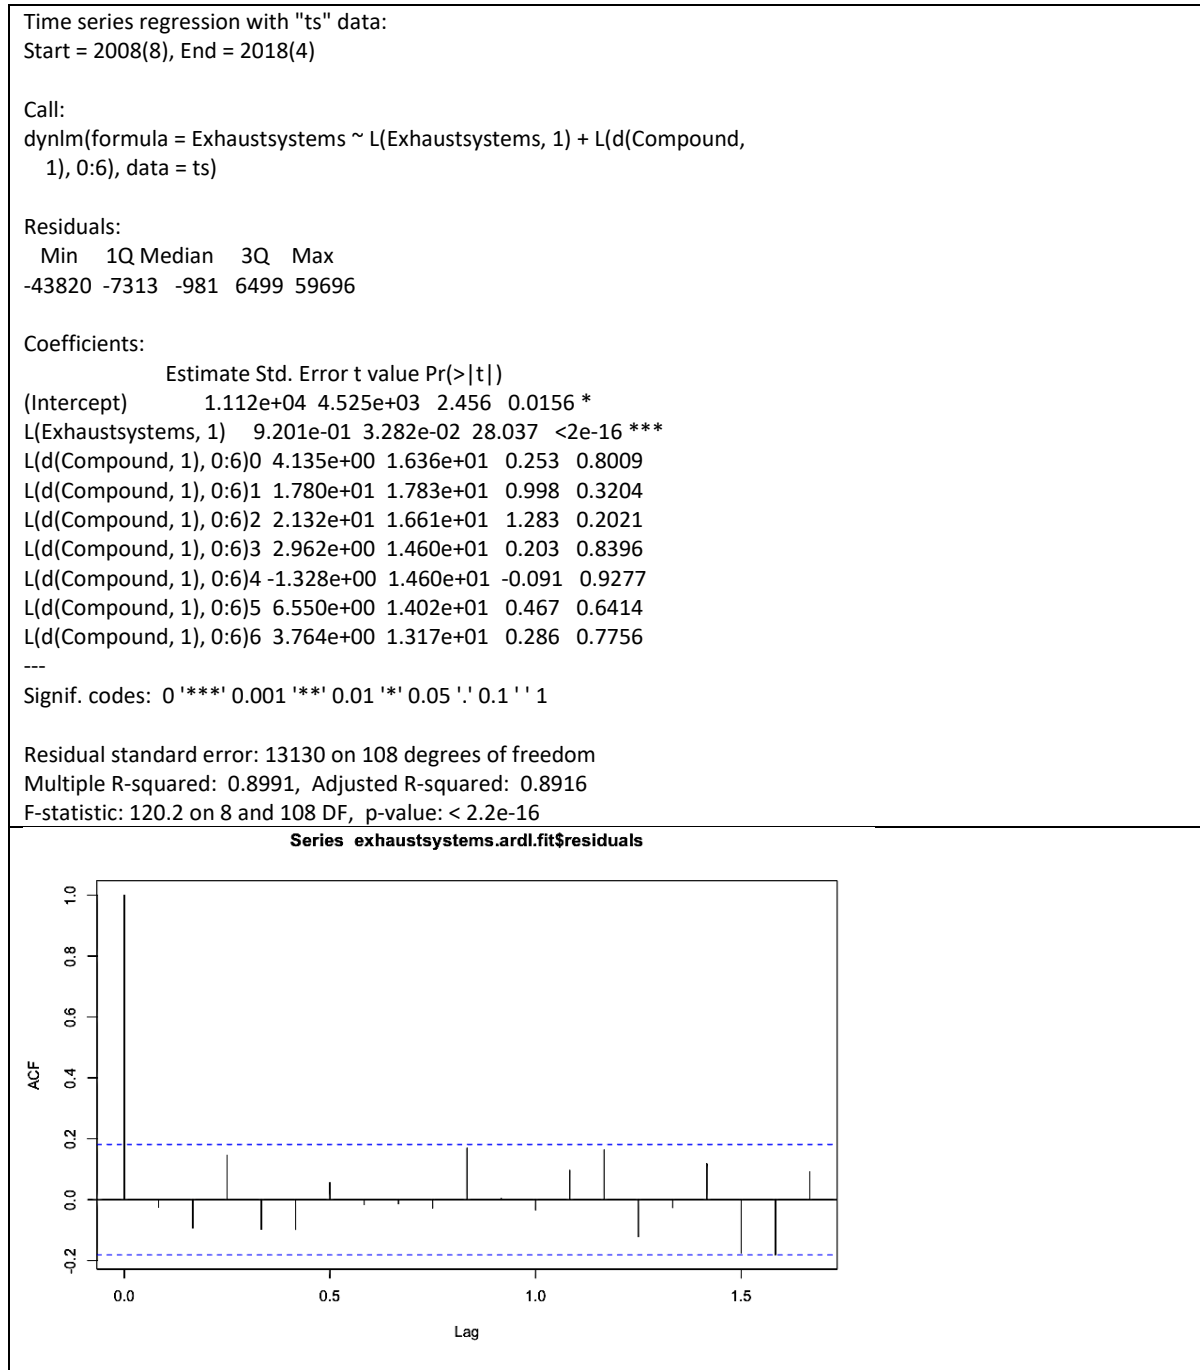 Time series regression with "ts" data:
Start = 2008(8), End = 2018(4)
Call:
dynlm(formula = Exhaustsystems ~ L(Exhaustsystems, 1) + L(d(Compound,
1), 0:6), data = ts)
Residuals:
Min 1Q Median 3Q Max
-43820 -7313 -981 6499 59696
Coefficients:
Estimate Std. Error t value Pr(>|t|)
(Intercept) 1.112e+04 4.525e+03 2.456 0.0156 *
L(Exhaustsystems, 1) 9.201e-01 3.282e-02 28.037 <2e-16 ***
L(d(Compound, 1), 0:6)0 4.135e+00 1.636e+01 0.253 0.8009
L(d(Compound, 1), 0:6)1 1.780e+01 1.783e+01 0.998 0.3204
L(d(Compound, 1), 0:6)2 2.132e+01 1.661e+01 1.283 0.2021
L(d(Compound, 1), 0:6)3 2.962e+00 1.460e+01 0.203 0.8396
L(d(Compound, 1), 0:6)4 -1.328e+00 1.460e+01 -0.091 0.9277
L(d(Compound, 1), 0:6)5 6.550e+00 1.402e+01 0.467 0.6414
L(d(Compound, 1), 0:6)6 3.764e+00 1.317e+01 0.286 0.7756
---
Signif. codes: 0 '***' 0.001 '**' 0.01 '*' 0.05 '.' 0.1 ' ' 1
Residual standard error: 13130 on 108 degrees of freedom
Multiple R-squared: 0.8991, Adjusted R-squared: 0.8916
F-statistic: 120.2 on 8 and 108 DF, p-value: < 2.2e-16
Series exhaustsystems.ardl.fit$residuals
1.0
0.8
0.6
0.4
0.2
0.0
-0.2
ACF
0.0 0.5 1.0 1.5
Lag